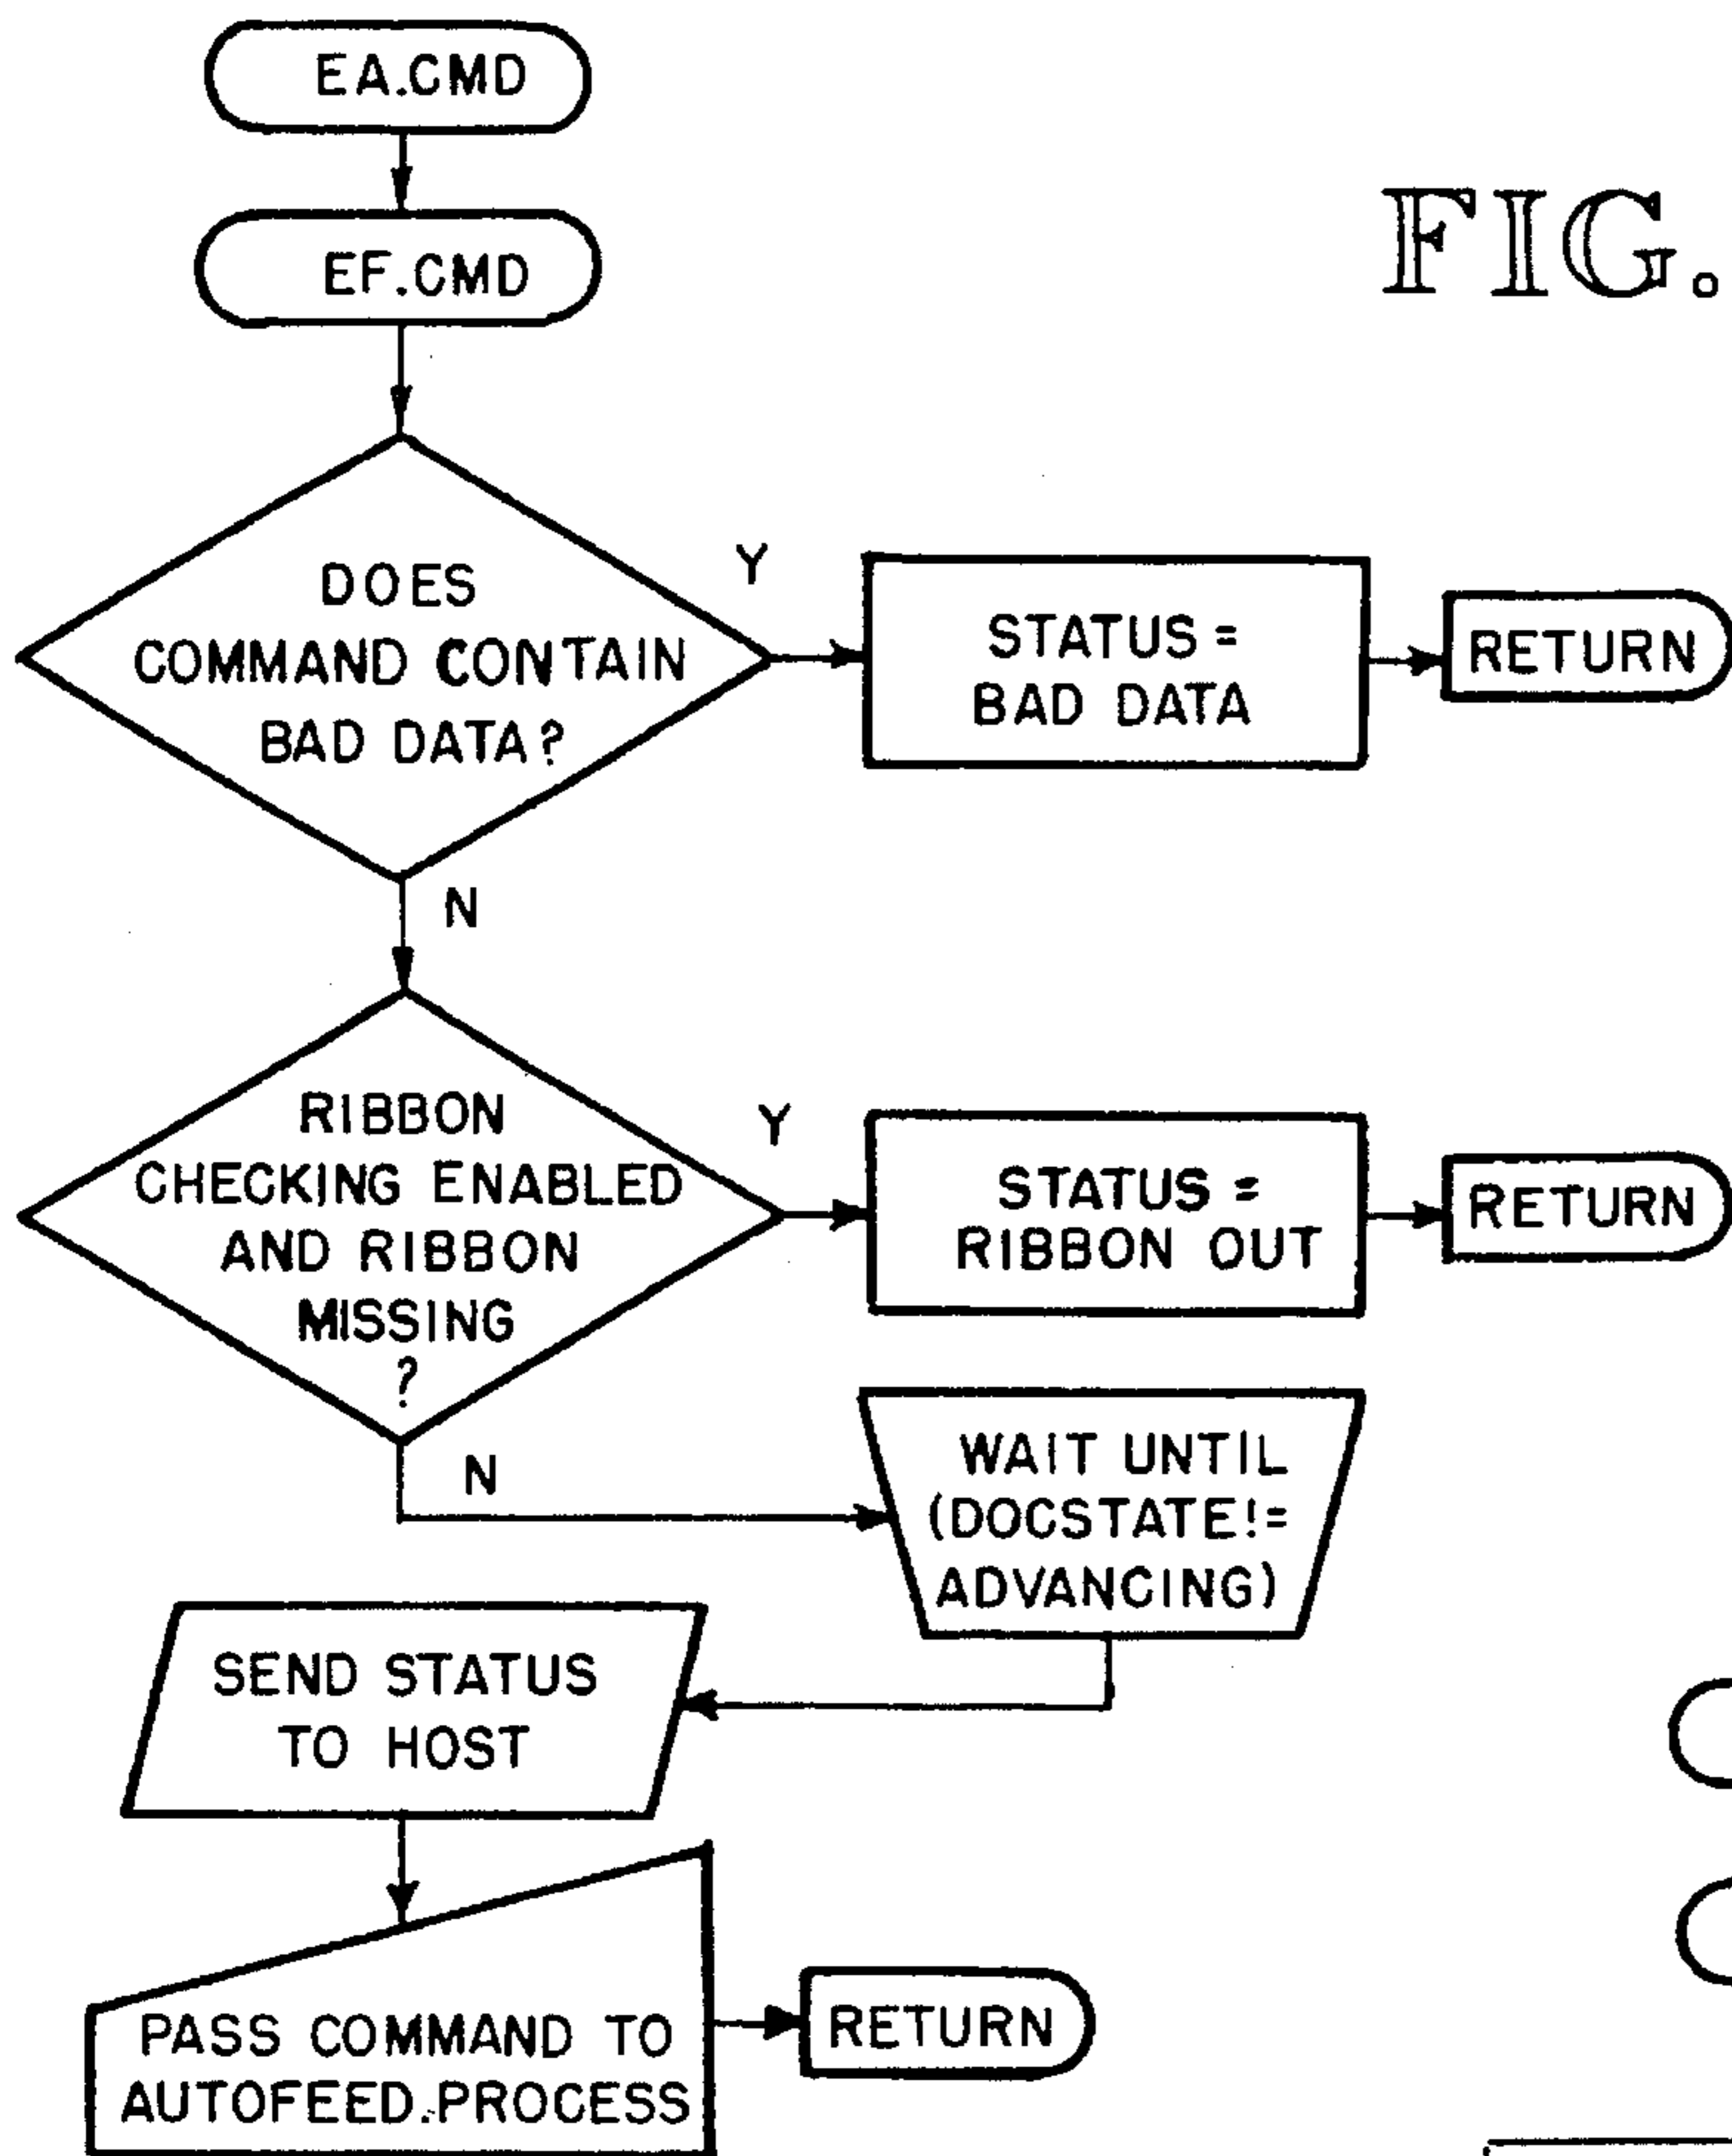 EA.CMD
EF.CMD
FIG.
DOES
COMMAND CONTAIN
BAD DATA?
Y
STATUS =
BAD DATA
RETURN
N
RIBBON
CHECKING ENABLED
AND RIBBON
MISSING
?
Y
STATUS =
RIBBON OUT
RETURN
N
WAIT UNTIL
(DOCSTATE!=
ADVANCING)
SEND STATUS
TO HOST
PASS COMMAND TO
AUTOFEED.PROCESS
RETURN